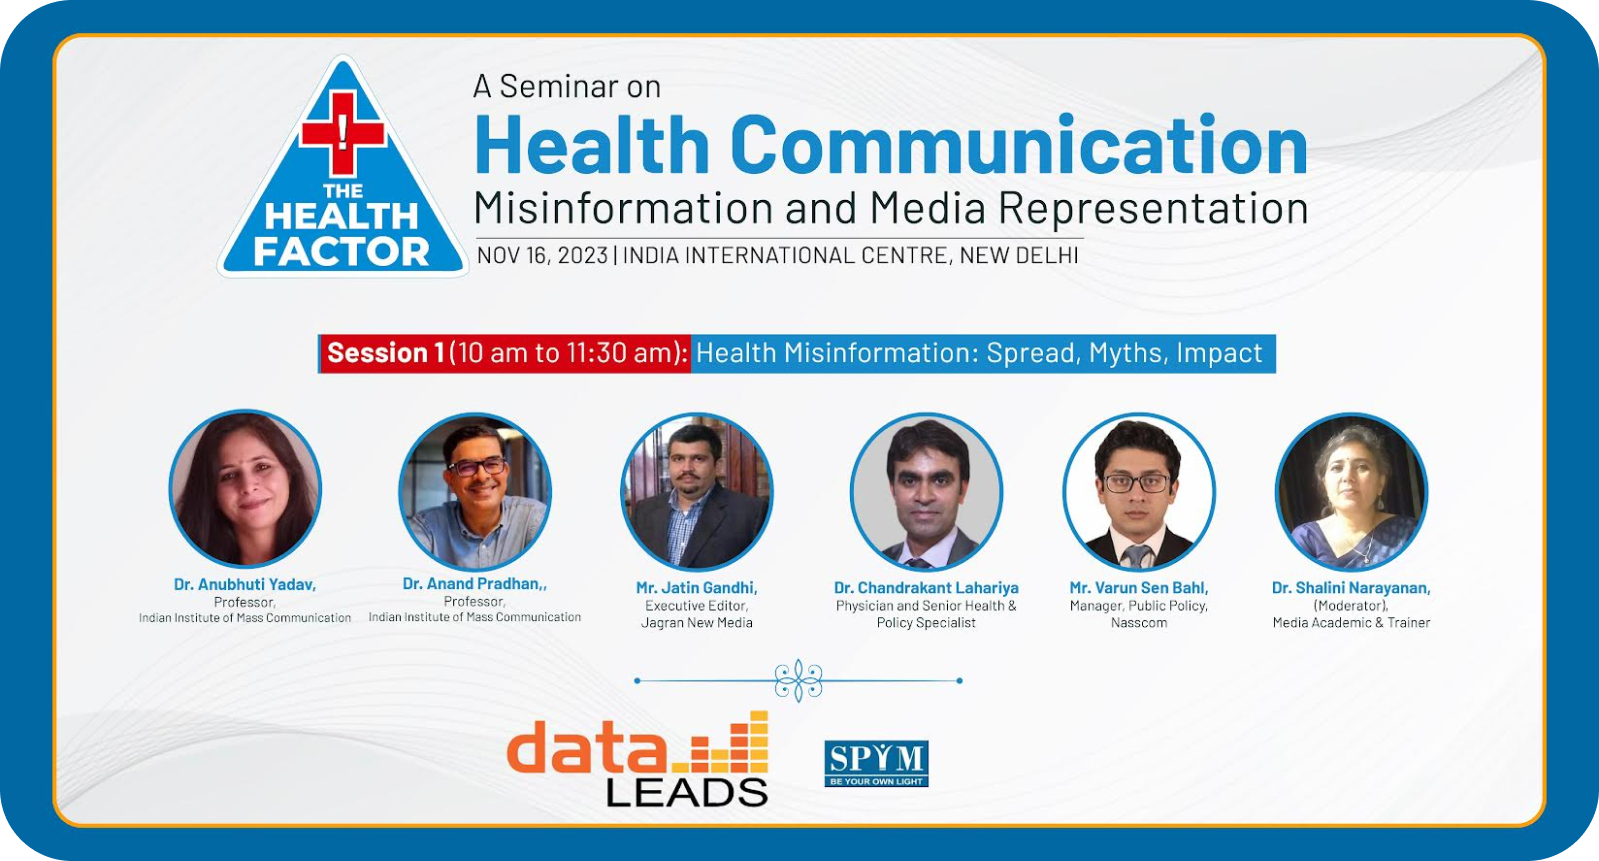 THE
HEALTH
FACTOR
A Seminar on
Health Communication
Misinformation and Media Representation
NOV 16, 2023 | INDIA INTERNATIONAL CENTRE, NEW DELHI
Session 1 (10 am to 11:30 am): Health Misinformation: Spread, Myths, Impact
Dr. Anubhuti Yadav,
Professor,
Indian Institute of Mass Communication
Dr. Anand Pradhan,,
Professor,
Indian Institute of Mass Communication
Mr. Jatin Gandhi,
Executive Editor,
Jagran New Media
Dr. Chandrakant Lahariya
Physician and Senior Health &
Policy Specialist
Mr. Varun Sen Bahl,
Manager, Public Policy,
Nasscom
Dr. Shalini Narayanan,
(Moderator),
Media Academic & Trainer
data
LEADS
SPYM
BE YOUR OWN LIGHT